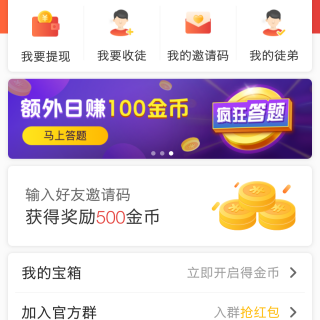 我要提现 我要收徒 我的邀请码 我的徒弟
额外日赚100金币
疯狂答题
马上答题
输入好友邀请码
获得奖励500金币
我的宝箱 立即开启得金币
加入官方群 入群抢红包